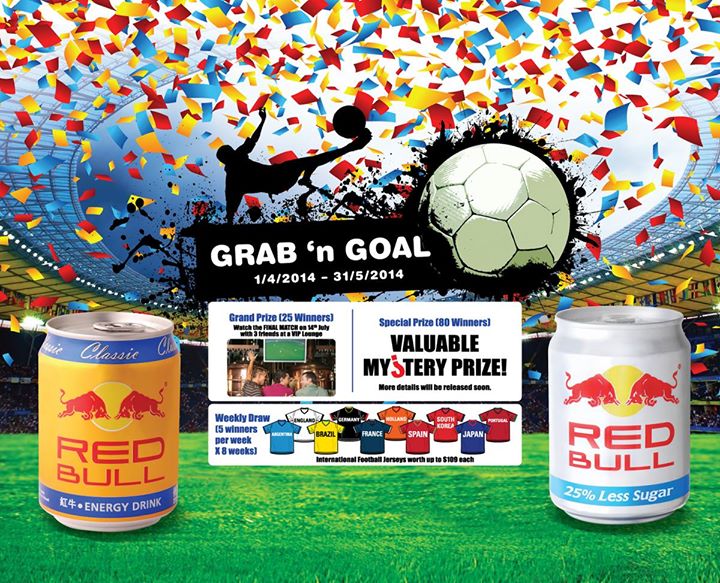 GRAB 'n GOAL
1/4/2014 – 31/5/2014
Grand Prize (25 Winners)
Watch the FINAL MATCH on 14th July
with 3 friends at a VIP Lounge
Special Prize (80 Winners)
VALUABLE
MYSTERY PRIZE!
More details will be released soon.
Weekly Draw
(5 winners
per week
X 8 weeks)
ENGLAND
GERMANY
HOLLAND
SOUTH
KOREA
PORTUGAL
ARGENTINA
BRAZIL
FRANCE
SPAIN
JAPAN
International Football Jerseys worth up to $109 each
Classic
RED
BULL
紅牛 • ENERGY DRINK
RED
BULL
25% Less Sugar